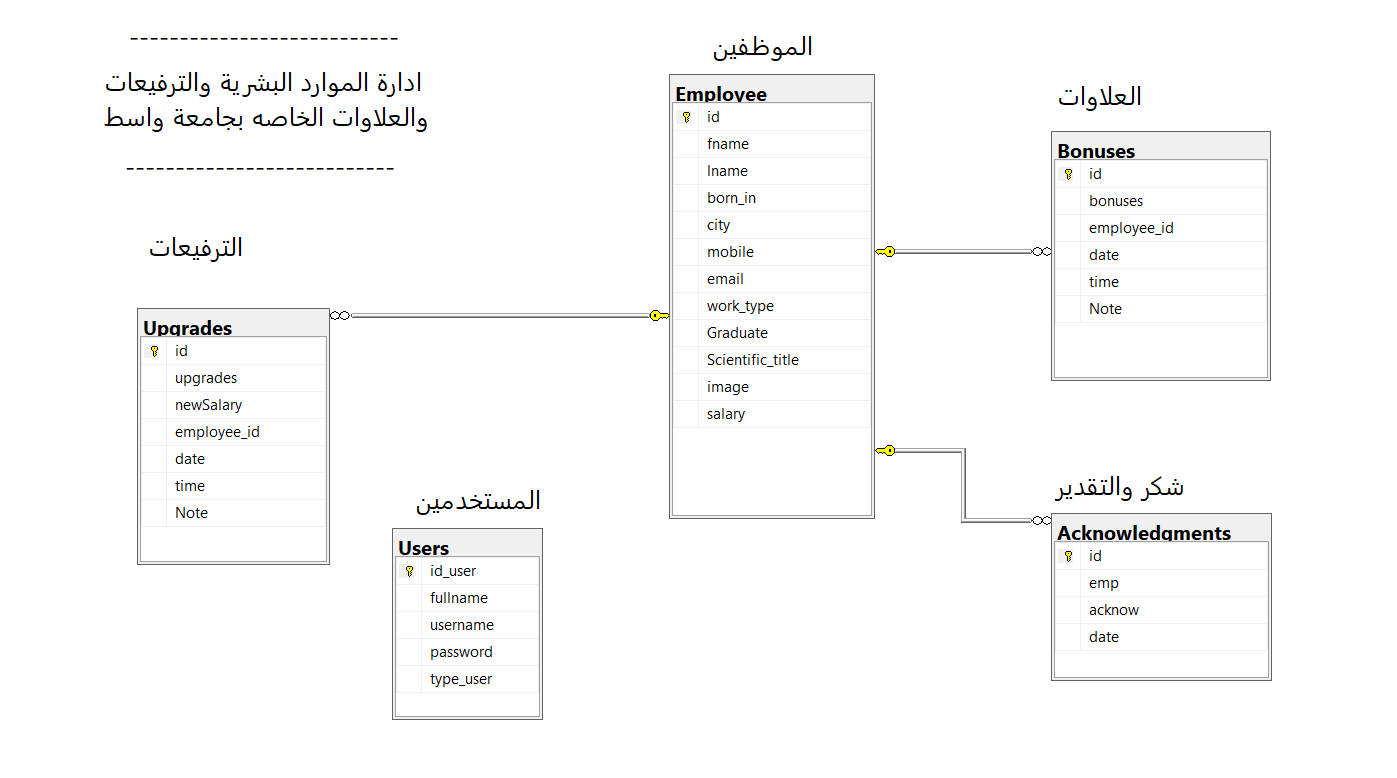 ---------------------------
ادارة الموارد البشرية والترفيعات
والعلاوات الخاصه بجامعة واسط
---------------------------
الموظفين
Employee
id
fname
lname
born_in
city
mobile
email
work_type
Graduate
Scientific_title
image
salary
العلاوات
Bonuses
id
bonuses
employee_id
date
time
Note
الترفيعات
Upgrades
id
upgrades
newSalary
employee_id
date
time
Note
المستخدمين
Users
id_user
fullname
username
password
type_user
شكر والتقدير
Acknowledgments
id
emp
acknow
date